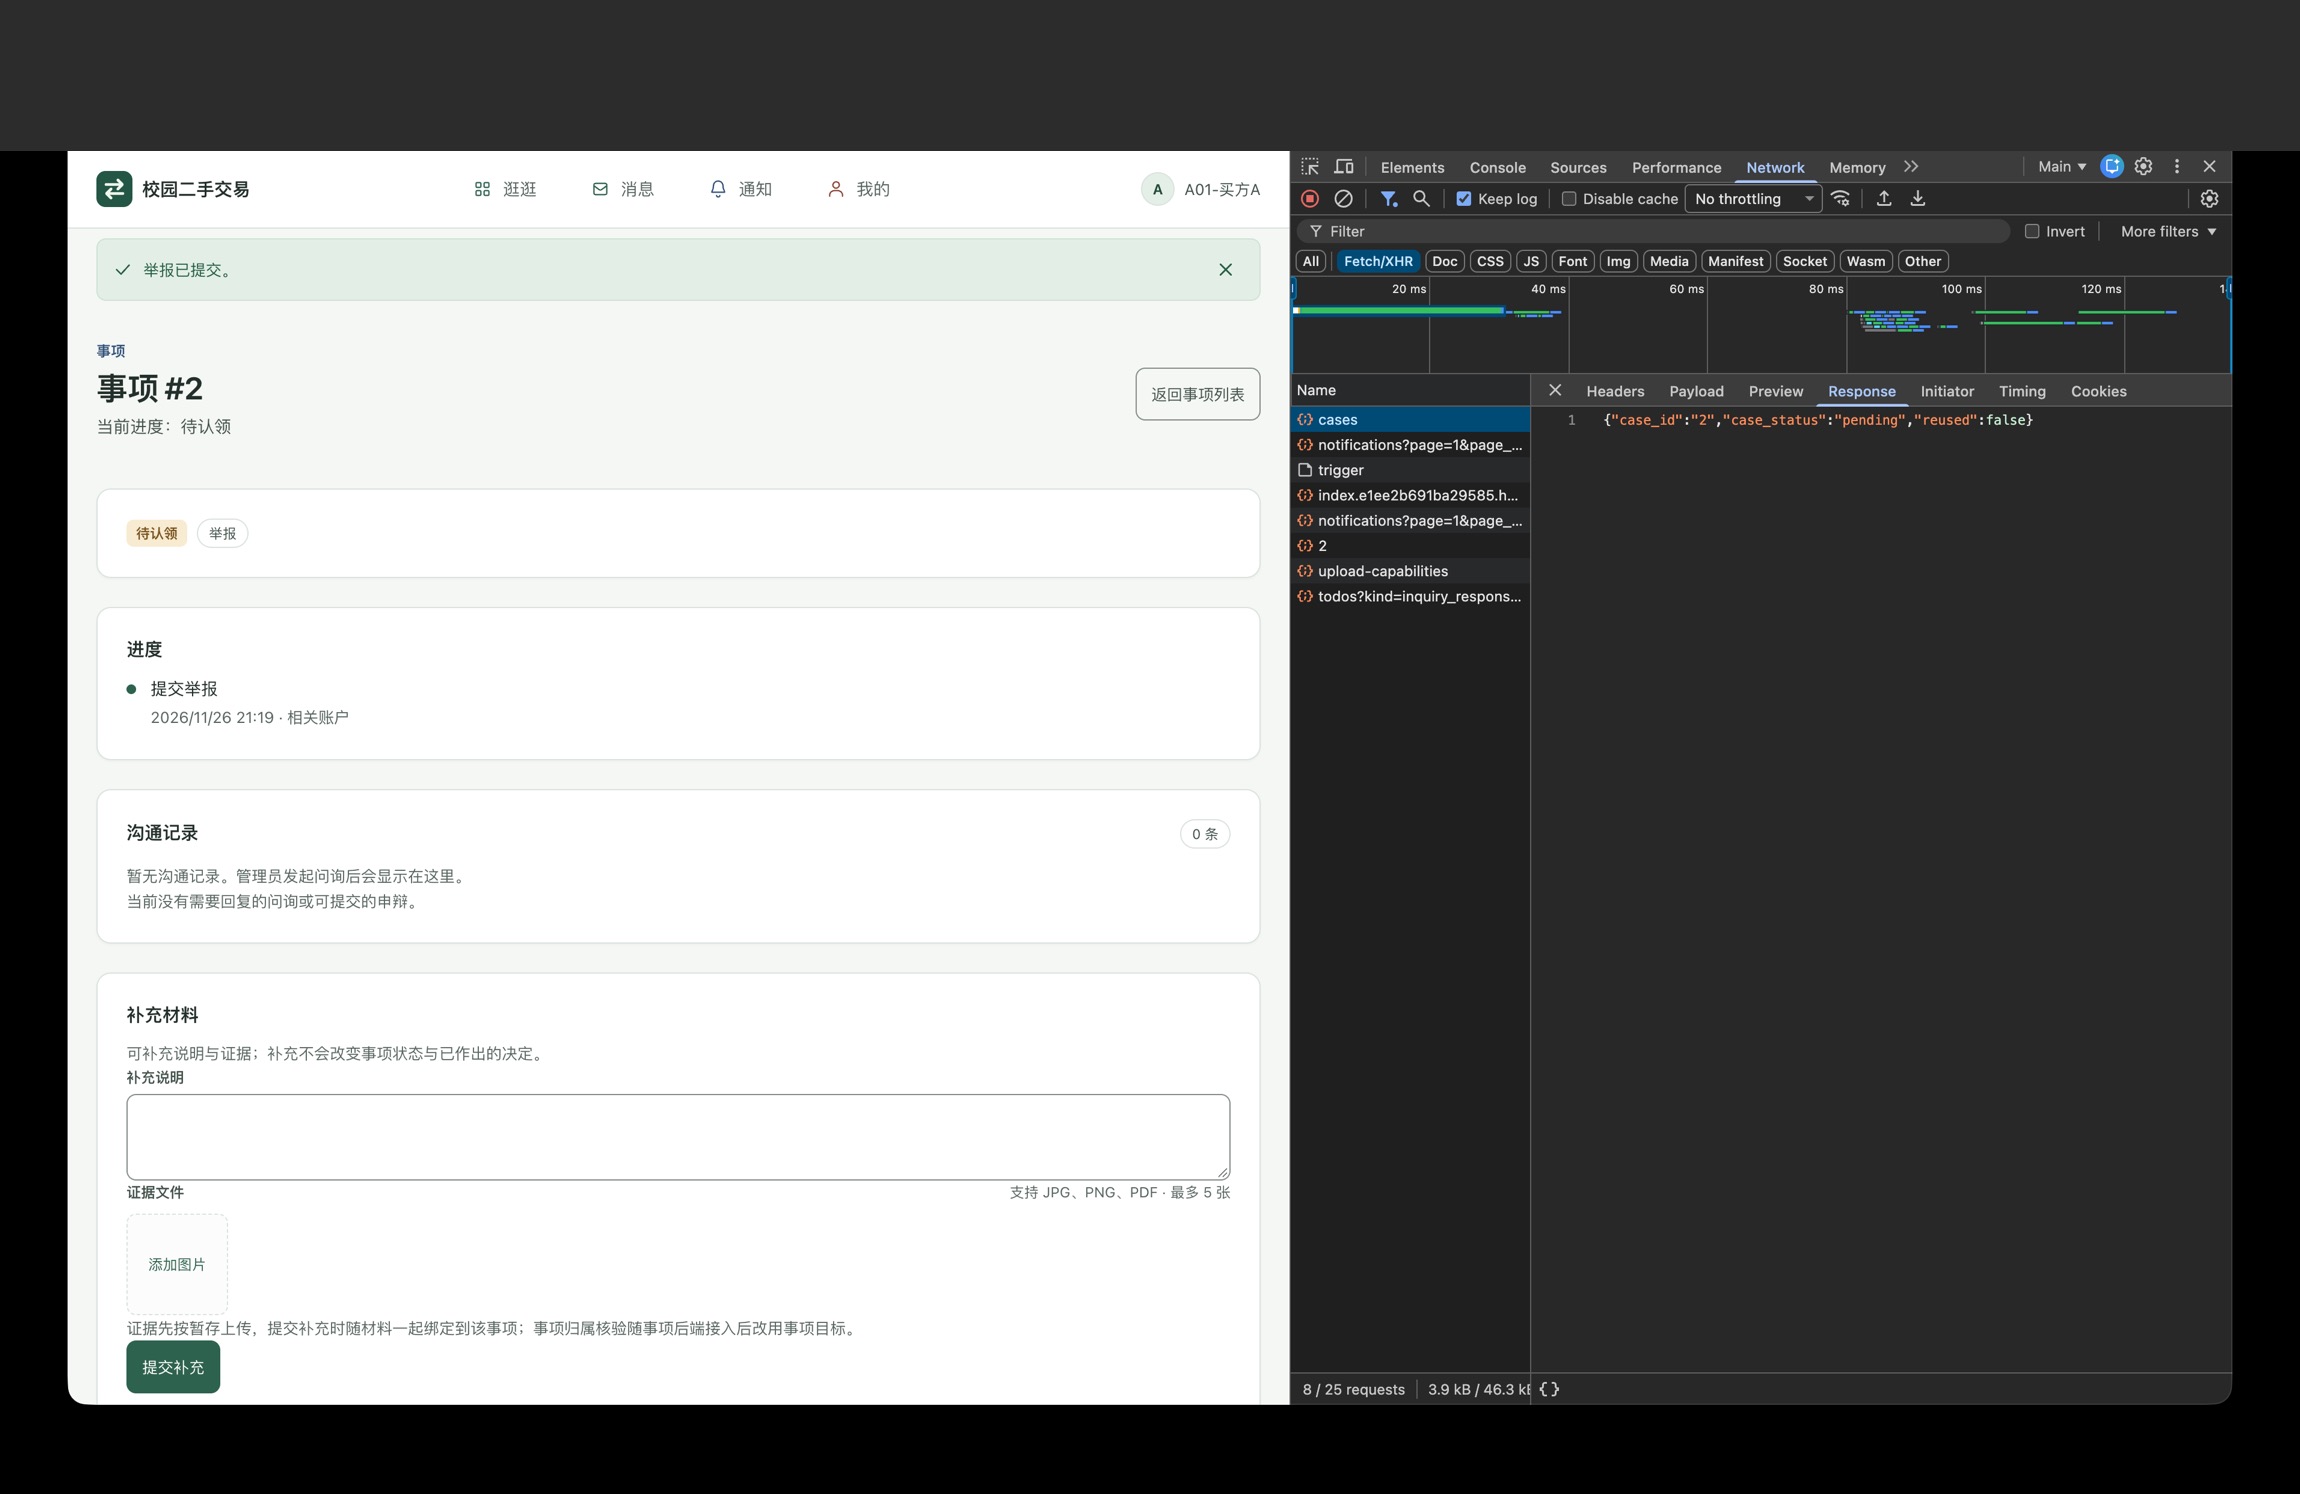 校园二手交易
逛逛
消息
通知
我的
A
A01-买方A
举报已提交。
事项
事项 #2
当前进度：待认领
返回事项列表
待认领
举报
进度
提交举报
2026/11/26 21:19 · 相关账户
沟通记录
0 条
暂无沟通记录。管理员发起问询后会显示在这里。
当前没有需要回复的问询或可提交的申辩。
补充材料
可补充说明与证据；补充不会改变事项状态与已作出的决定。
补充说明
证据文件
支持 JPG、PNG、PDF · 最多 5 张
添加图片
证据先按暂存上传，提交补充时随材料一起绑定到该事项；事项归属核验随事项后端接入后改用事项目标。
提交补充
Elements
Console
Sources
Performance
Network
Memory
Main
Keep log
Disable cache
No throttling
Filter
Invert
More filters
All
Fetch/XHR
Doc
CSS
JS
Font
Img
Media
Manifest
Socket
Wasm
Other
20 ms
40 ms
60 ms
80 ms
100 ms
120 ms
Name
Headers
Payload
Preview
Response
Initiator
Timing
Cookies
cases
notifications?page=1&page_...
trigger
index.e1ee2b691ba29585.h...
notifications?page=1&page_...
2
upload-capabilities
todos?kind=inquiry_respons...
1
{"case_id":"2","case_status":"pending","reused":false}
8 / 25 requests
3.9 kB / 46.3 k
{ }